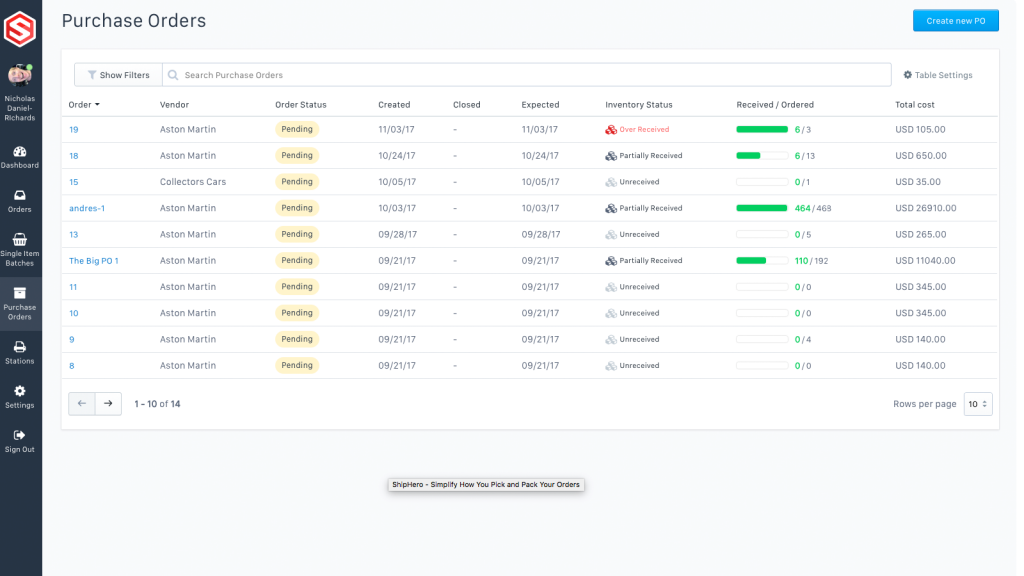 Purchase Orders
Create new PO
Nicholas
Daniel-
Richards
Dashboard
Orders
Single Item
Batches
Purchase
Orders
Stations
Settings
Sign Out
Show Filters Search Purchase Orders Table Settings
Order Vendor Order Status Created Closed Expected Inventory Status Received / Ordered Total cost
19 Aston Martin Pending 11/03/17 - 11/03/17 Over Received 6/3 USD 105.00
18 Aston Martin Pending 10/24/17 - 10/24/17 Partially Received 6/13 USD 650.00
15 Collectors Cars Pending 10/05/17 - 10/05/17 Unreceived 0/1 USD 35.00
andres-1 Aston Martin Pending 10/03/17 - 10/03/17 Partially Received 464/468 USD 26910.00
13 Aston Martin Pending 09/28/17 - 09/28/17 Unreceived 0/5 USD 265.00
The Big PO 1 Aston Martin Pending 09/21/17 - 09/21/17 Partially Received 110/192 USD 11040.00
11 Aston Martin Pending 09/21/17 - 09/21/17 Unreceived 0/0 USD 345.00
10 Aston Martin Pending 09/21/17 - 09/21/17 Unreceived 0/0 USD 345.00
9 Aston Martin Pending 09/21/17 - 09/21/17 Unreceived 0/4 USD 140.00
8 Aston Martin Pending 09/21/17 - 09/21/17 Unreceived 0/0 USD 140.00
1 - 10 of 14 Rows per page 10
ShipHero - Simplify How You Pick and Pack Your Orders